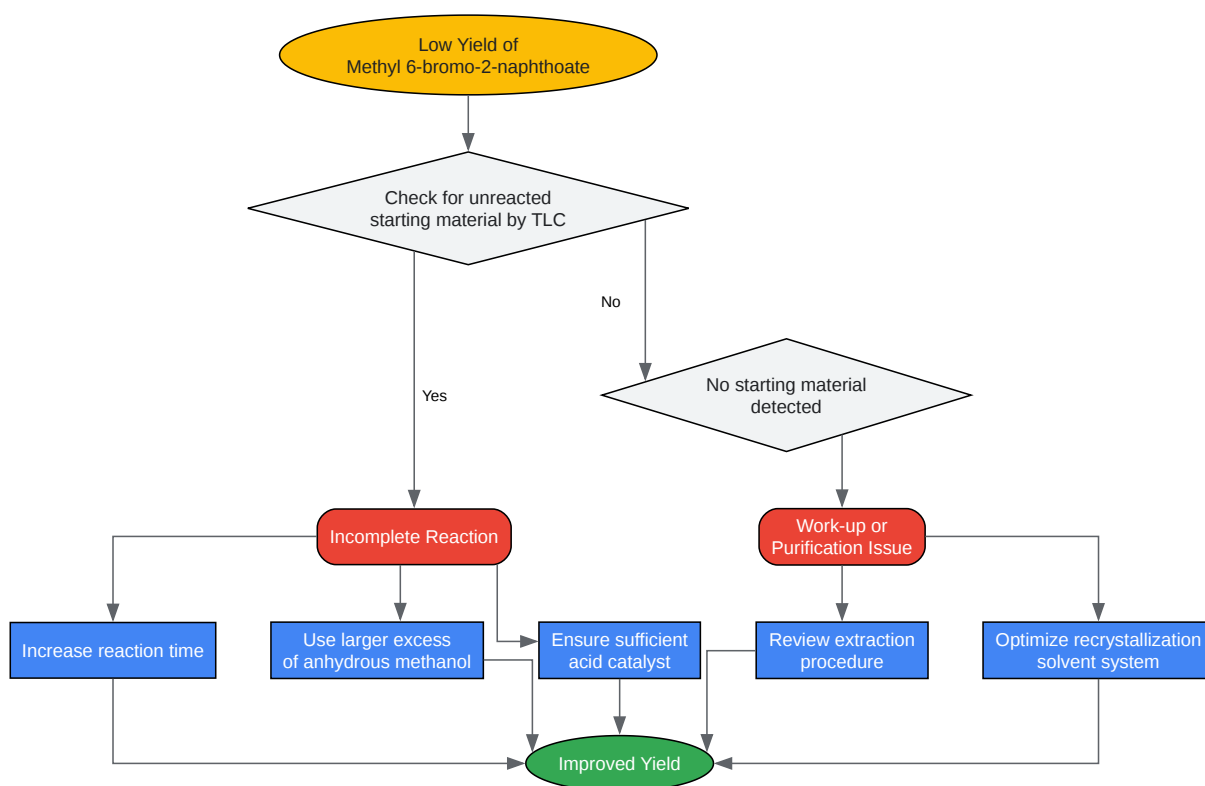 Low Yield of
Methyl 6-bromo-2-naphthoate
Check for unreacted
starting material by TLC
No
Yes
No starting material
detected
Incomplete Reaction
Work-up or
Purification Issue
Increase reaction time
Use larger excess
of anhydrous methanol
Ensure sufficient
acid catalyst
Review extraction
procedure
Optimize recrystallization
solvent system
Improved Yield